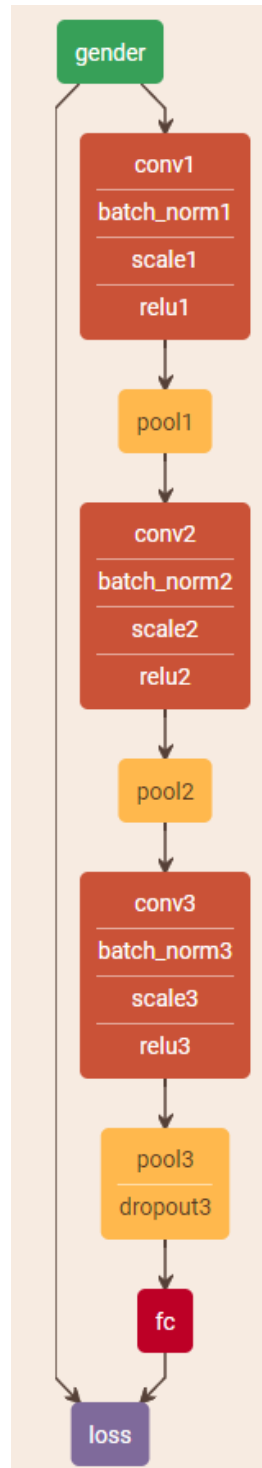 gender
conv1
batch_norm1
scale1
relu1
pool1
conv2
batch_norm2
scale2
relu2
pool2
conv3
batch_norm3
scale3
relu3
pool3
dropout3
fc
loss